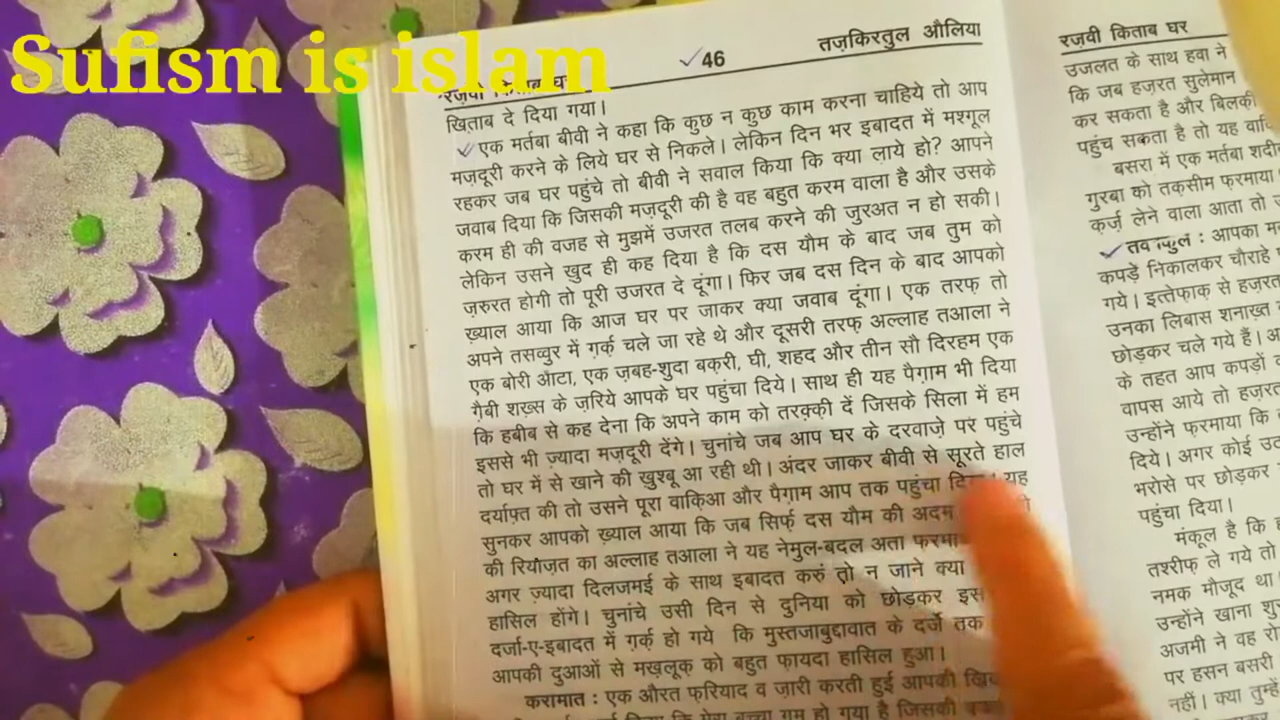 Sufism is islam
46
तज़किरतुल औलिया
ख़िताब दे दिया गया।
एक मर्तबा बीवी ने कहा कि कुछ न कुछ काम करना चाहिये तो आप
मज़दूरी करने के लिये घर से निकले। लेकिन दिन भर इबादत में मश्गूल
रहकर जब घर पहुंचे तो बीवी ने सवाल किया कि क्या लाये हो? आपने
जवाब दिया कि जिसकी मज़दूरी की है वह बहुत करम वाला है और उसके
करम ही की वजह से मुझमें उजरत तलब करने की जुरअत न हो सकी।
लेकिन उसने खुद ही कह दिया है कि दस यौम के बाद जब तुम को
ज़रुरत होगी तो पूरी उजरत दे दूंगा। फिर जब दस दिन के बाद आपको
ख़्याल आया कि आज घर पर जाकर क्या जवाब दूंगा। एक तरफ़ तो
अपने तसव्वुर में ग़र्क़ चले जा रहे थे और दूसरी तरफ़ अल्लाह तआला ने
एक बोरी आँटा, एक ज़बह-शुदा बक़री, घी, शहद और तीन सौ दिरहम एक
ग़ैबी शख़्स के ज़रिये आपके घर पहुंचा दिये। साथ ही यह पैग़ाम भी दिया
कि हबीब से कह देना कि अपने काम को तरक़्क़ी दें जिसके सिला में हम
इससे भी ज़्यादा मज़दूरी देंगे। चुनांचे जब आप घर के दरवाज़े पर पहुंचे
तो घर में से खाने की खुश्बू आ रही थी। अंदर जाकर बीवी से सूरते हाल
दर्याफ़्त की तो उसने पूरा वाक़िआ और पैग़ाम आप तक पहुंचा यह
सुनकर आपको ख़्याल आया कि जब सिर्फ़ दस यौम की अदम
की रियाज़त का अल्लाह तआला ने यह नेमुल-बदल अता
अगर ज़्यादा दिलजमई के साथ इबादत करुं तो न जाने क्या
हासिल होंगे। चुनांचे उसी दिन से दुनिया को छोड़कर इस
दर्जा-ए-इबादत में ग़र्क़ हो गये कि मुस्तजाबुद्दावात के दर्जे तक
आपकी दुआओं से मख़लूक़ को बहुत फ़ायदा हासिल हुआ।
करामात : एक औरत फ़रियाद व ज़ारी करती हुई आपकी
रज़वी किताब घर
उजलत के साथ हवा ने
कि जब हज़रत सुलेमान
कर सकता है और
पहुंच सकता है तो यह
बसरा में एक मर्तबा
गुरबा को तक़सीम फ़रमाया
क़र्ज़ लेने वाला आता तो
: आपका
कपड़े निकालकर चौराहे
गये। इत्तेफ़ाक़ से हज़रत
उनका लिबास शनाख़्त
छोड़कर चले गये हैं।
के तहत आप कपड़ों
वापस आये तो हज़रत
उन्होंने फ़रमाया कि
दिये। अगर कोई
भरोसे पर छोड़कर
पहुंचा दिया।
मंकूल है कि
तशरीफ़ ले गये तो
नमक मौजूद था
उन्होंने खाना
अजमी ने वह
पर हसन बसरी
नहीं। क्या